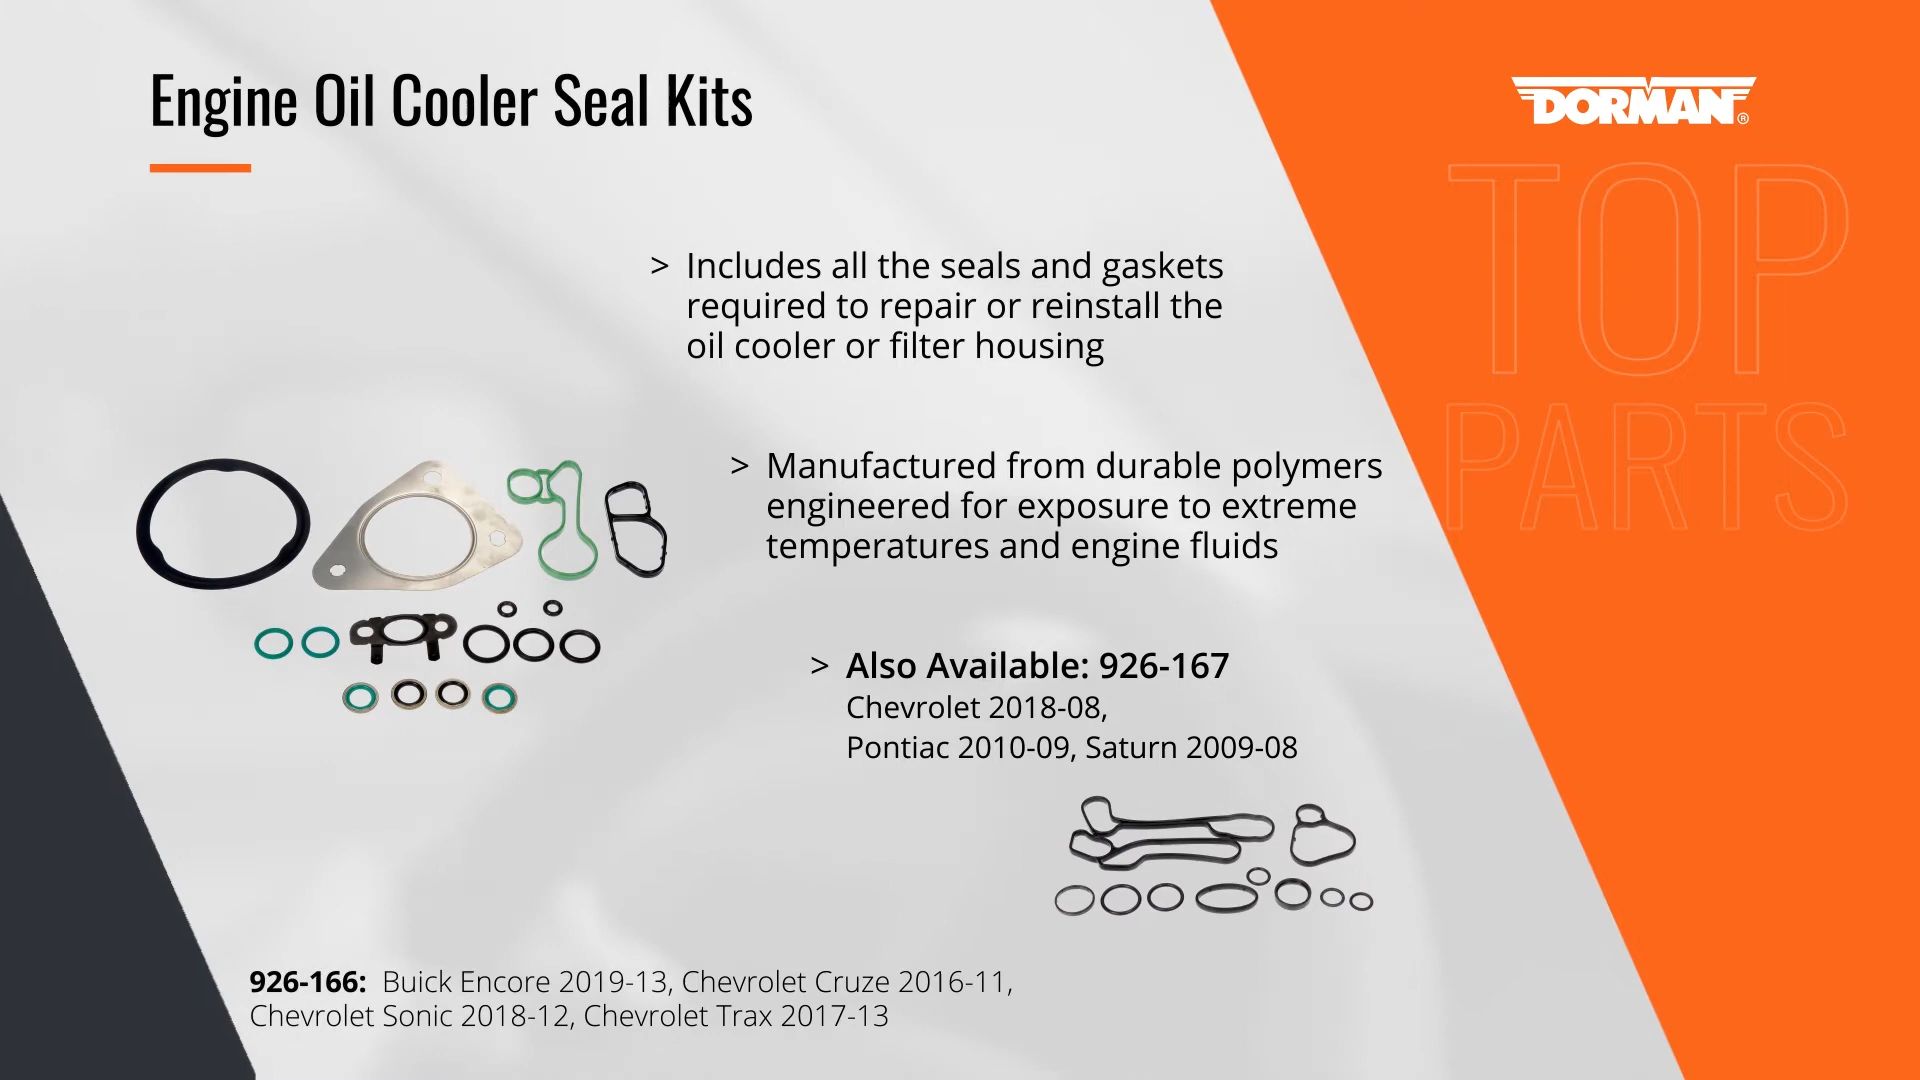 Engine Oil Cooler Seal Kits
DORMAN®
TOP
PARTS
> Includes all the seals and gaskets
required to repair or reinstall the
oil cooler or filter housing
> Manufactured from durable polymers
engineered for exposure to extreme
temperatures and engine fluids
> Also Available: 926-167
Chevrolet 2018-08,
Pontiac 2010-09, Saturn 2009-08
926-166: Buick Encore 2019-13, Chevrolet Cruze 2016-11,
Chevrolet Sonic 2018-12, Chevrolet Trax 2017-13